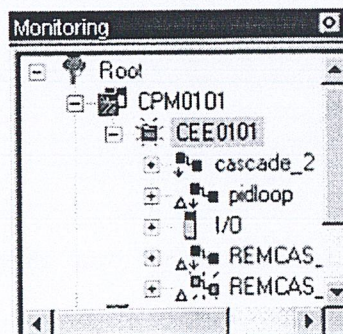 Monitoring
Root
CPM0101
CEE0101
cascade_2
pidloop
I/O
REMCAS_
REMCAS_